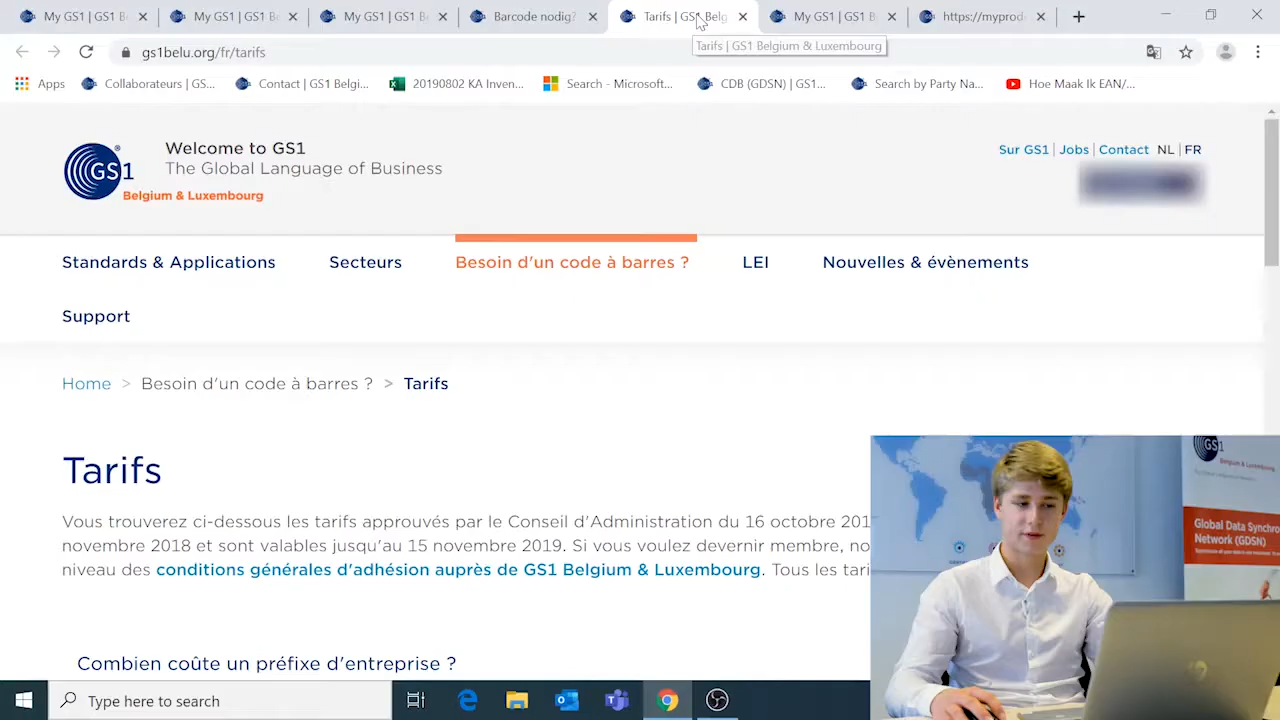 My GS1 | GS1 B
My GS1 | GS1 B
My GS1 | GS1 B
Barcode nodig?
Tarifs | GS1 Belg
My GS1 | GS1 B
https://myprod
gs1belu.org/fr/tarifs
Tarifs | GS1 Belgium & Luxembourg
Apps
Collaborateurs | GS...
Contact | GS1 Belgi...
20190802 KA Inven...
Search - Microsoft...
CDB (GDSN) | GS1...
Search by Party Na...
Hoe Maak Ik EAN/...
GS1
Belgium & Luxembourg
Welcome to GS1
The Global Language of Business
Sur GS1 | Jobs | Contact NL | FR
Standards & Applications
Secteurs
Besoin d'un code à barres ?
LEI
Nouvelles & évènements
Support
Home > Besoin d'un code à barres ? > Tarifs
Tarifs
Vous trouverez ci-dessous les tarifs approuvés par le Conseil d'Administration du 16 octobre 201
novembre 2018 et sont valables jusqu'au 15 novembre 2019. Si vous voulez devenir membre, no
niveau des conditions générales d'adhésion auprès de GS1 Belgium & Luxembourg. Tous les tari
Combien coûte un préfixe d'entreprise ?
GS1
Belgium & Luxembourg
Global Data Synchro
Network (GDSN)
Type here to search